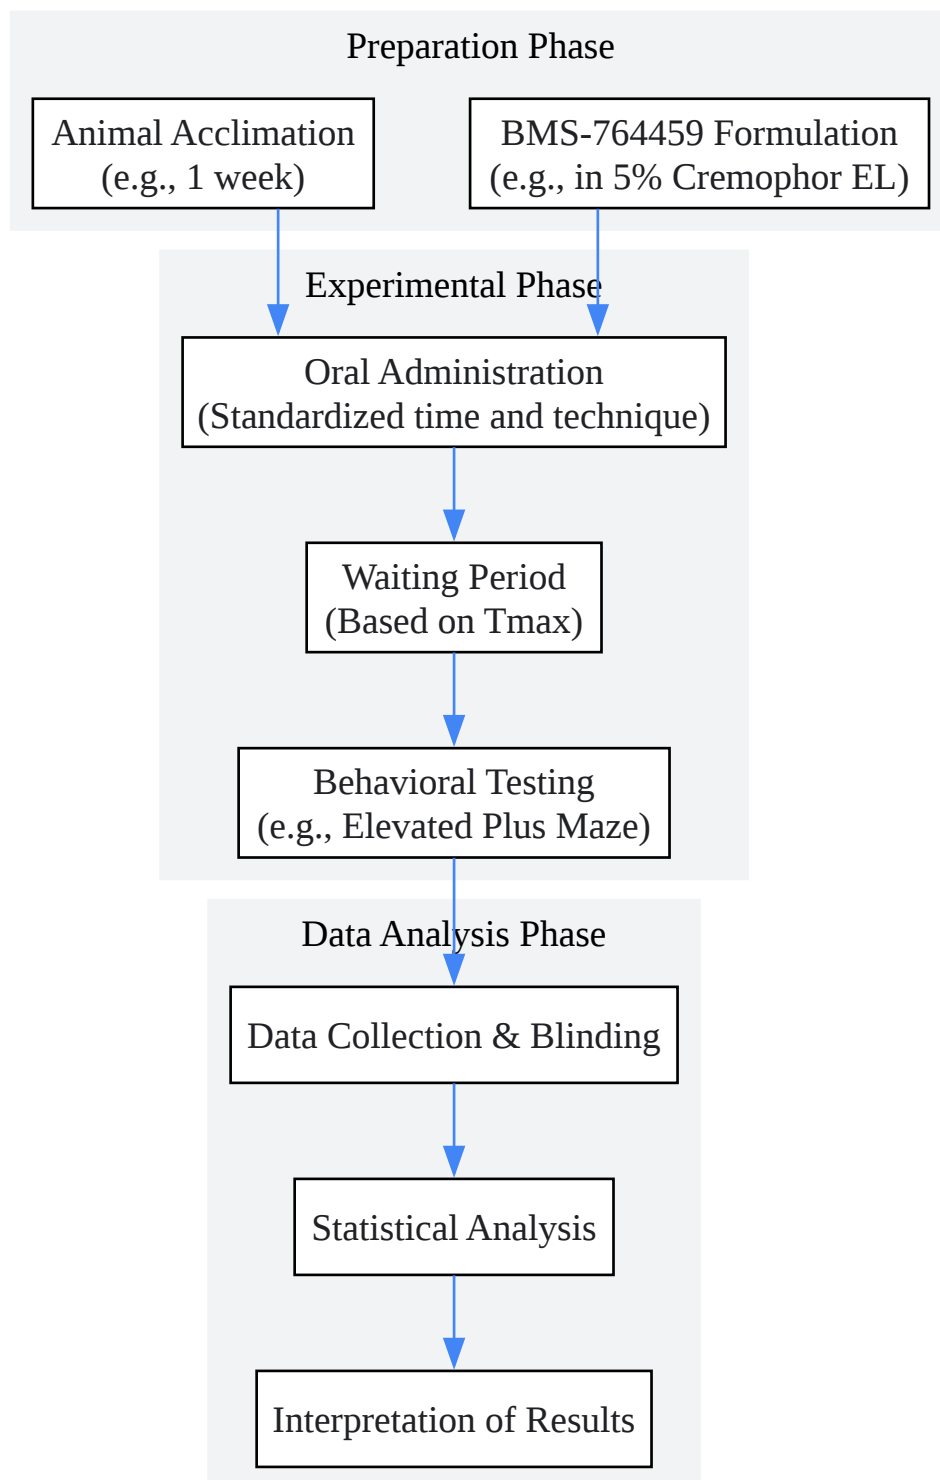 Preparation Phase
Animal Acclimation
(e.g., 1 week)
BMS-764459 Formulation
(e.g., in 5% Cremophor EL)
Experimental Phase
Oral Administration
(Standardized time and technique)
Waiting Period
(Based on Tmax)
Behavioral Testing
(e.g., Elevated Plus Maze)
Data Analysis Phase
Data Collection & Blinding
Statistical Analysis
Interpretation of Results